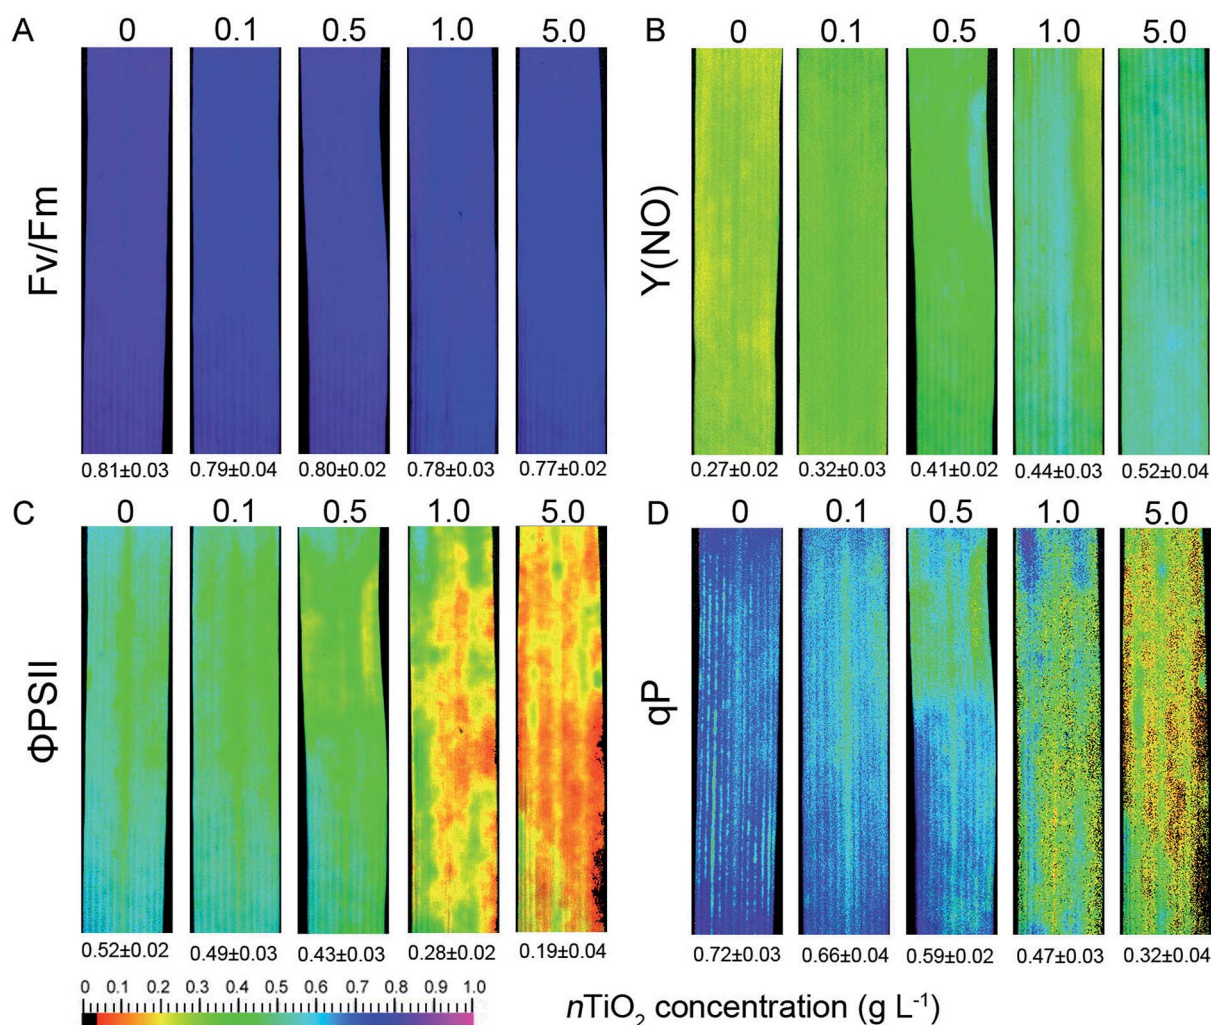 A 0 0.1 0.5 1.0 5.0
Fv/Fm
0.81±0.03 0.79±0.04 0.80±0.02 0.78±0.03 0.77±0.02
B 0 0.1 0.5 1.0 5.0
Y(NO)
0.27±0.02 0.32±0.03 0.41±0.02 0.44±0.03 0.52±0.04
C 0 0.1 0.5 1.0 5.0
ΦPSII
0.52±0.02 0.49±0.03 0.43±0.03 0.28±0.02 0.19±0.04
D 0 0.1 0.5 1.0 5.0
qP
0.72±0.03 0.66±0.04 0.59±0.02 0.47±0.03 0.32±0.04
0 0.1 0.2 0.3 0.4 0.5 0.6 0.7 0.8 0.9 1.0
nTiO₂ concentration (g L⁻¹)